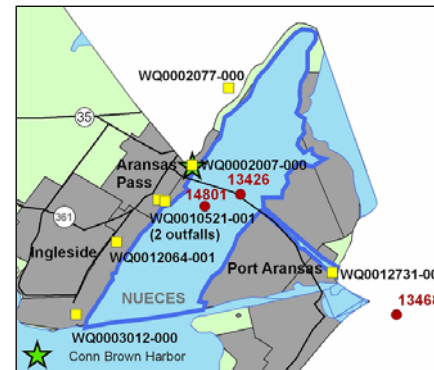 WQ0002077-000
35
Aransas
Pass
WQ0002007-000
13426
14801
361
WQ0010521-001
(2 outfalls)
Ingleside
WQ0012064-001
Port Aransas
WQ0012731-00
NUECES
13468
WQ0003012-000
Conn Brown Harbor